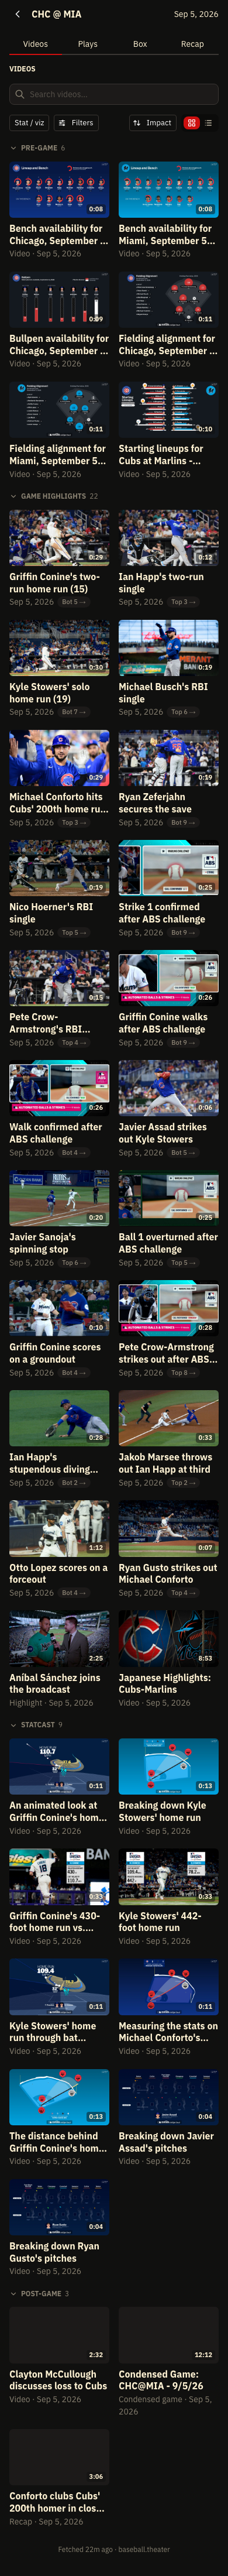 CHC @ MIA
Sep 5, 2026
Videos
Plays
Box
Recap
VIDEOS
Search videos...
Stat / viz
Filters
Impact
PRE-GAME 6
0:08
0:08
Bench availability for
Chicago, September ...
Video · Sep 5, 2026
Bench availability for
Miami, September 5...
Video · Sep 5, 2026
0:09
0:11
Bullpen availability for
Chicago, September ...
Video · Sep 5, 2026
Fielding alignment for
Chicago, September ...
Video · Sep 5, 2026
0:11
0:10
Fielding alignment for
Miami, September 5...
Video · Sep 5, 2026
Starting lineups for
Cubs at Marlins -...
Video · Sep 5, 2026
GAME HIGHLIGHTS 22
0:29
0:12
Griffin Conine's two-
run home run (15)
Sep 5, 2026 Bot 5 →
Ian Happ's two-run
single
Sep 5, 2026 Top 3 →
0:30
0:19
Kyle Stowers' solo
home run (19)
Sep 5, 2026 Bot 7 →
Michael Busch's RBI
single
Sep 5, 2026 Top 6 →
0:29
0:19
Michael Conforto hits
Cubs' 200th home ru...
Sep 5, 2026 Top 3 →
Ryan Zeferjahn
secures the save
Sep 5, 2026 Bot 9 →
0:19
0:25
Nico Hoerner's RBI
single
Sep 5, 2026 Top 5 →
Strike 1 confirmed
after ABS challenge
Sep 5, 2026 Bot 9 →
0:15
0:26
Pete Crow-
Armstrong's RBI...
Sep 5, 2026 Top 4 →
Griffin Conine walks
after ABS challenge
Sep 5, 2026 Bot 9 →
0:26
0:06
Walk confirmed after
ABS challenge
Sep 5, 2026 Bot 4 →
Javier Assad strikes
out Kyle Stowers
Sep 5, 2026 Bot 5 →
0:20
0:25
Javier Sanoja's
spinning stop
Sep 5, 2026 Top 6 →
Ball 1 overturned after
ABS challenge
Sep 5, 2026 Top 5 →
0:10
0:28
Griffin Conine scores
on a groundout
Sep 5, 2026 Bot 4 →
Pete Crow-Armstrong
strikes out after ABS...
Sep 5, 2026 Top 8 →
0:28
0:33
Ian Happ's
stupendous diving...
Sep 5, 2026 Bot 2 →
Jakob Marsee throws
out Ian Happ at third
Sep 5, 2026 Top 2 →
1:12
0:07
Otto Lopez scores on a
forceout
Sep 5, 2026 Bot 4 →
Ryan Gusto strikes out
Michael Conforto
Sep 5, 2026 Top 4 →
2:25
8:53
Aníbal Sánchez joins
the broadcast
Highlight · Sep 5, 2026
Japanese Highlights:
Cubs-Marlins
Video · Sep 5, 2026
STATCAST 9
110.7
0:11
0:13
An animated look at
Griffin Conine's hom...
Video · Sep 5, 2026
Breaking down Kyle
Stowers' home run
Video · Sep 5, 2026
0:33
0:33
Griffin Conine's 430-
foot home run vs....
Video · Sep 5, 2026
Kyle Stowers' 442-
foot home run
Video · Sep 5, 2026
109.4
0:11
0:11
Kyle Stowers' home
run through bat...
Video · Sep 5, 2026
Measuring the stats on
Michael Conforto's...
Video · Sep 5, 2026
0:13
0:04
The distance behind
Griffin Conine's hom...
Video · Sep 5, 2026
Breaking down Javier
Assad's pitches
Video · Sep 5, 2026
0:04
Breaking down Ryan
Gusto's pitches
Video · Sep 5, 2026
POST-GAME 3
2:32
12:12
Clayton McCullough
discusses loss to Cubs
Video · Sep 5, 2026
Condensed Game:
CHC@MIA - 9/5/26
Condensed game · Sep 5,
2026
3:06
Conforto clubs Cubs'
200th homer in clos...
Recap · Sep 5, 2026
Fetched 22m ago · baseball.theater